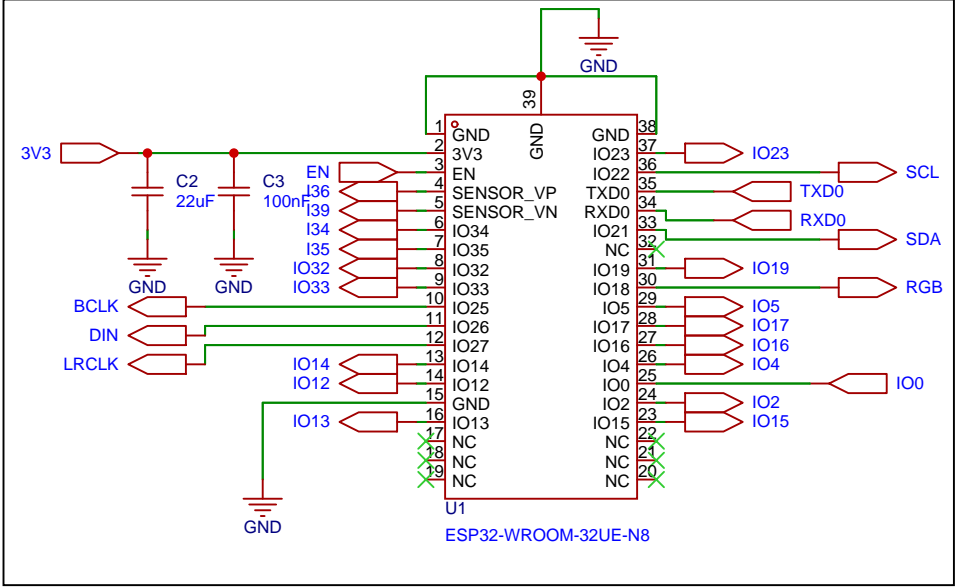 GND
39
GND
1 GND
GND 38
3V3
2 3V3
IO23 37
IO23
EN
3 EN
IO22 36
SCL
I36
4 SENSOR_VP
TXD0 35
TXD0
I39
5 SENSOR_VN
RXD0 34
RXD0
I34
6 IO34
IO21 33
SDA
I35
7 IO35
NC 32
IO32
8 IO32
IO19 31
IO19
IO33
9 IO33
IO18 30
RGB
C2
22uF
C3
100nF
GND
GND
BCLK
10 IO25
IO5 29
IO5
DIN
11 IO26
IO17 28
IO17
LRCLK
12 IO27
IO16 27
IO16
IO14
13 IO14
IO4 26
IO4
IO12
14 IO12
IO0 25
IO0
15 GND
IO2 24
IO2
IO13
16 IO13
IO15 23
IO15
17 NC
NC 22
18 NC
NC 21
19 NC
NC 20
GND
U1
ESP32-WROOM-32UE-N8